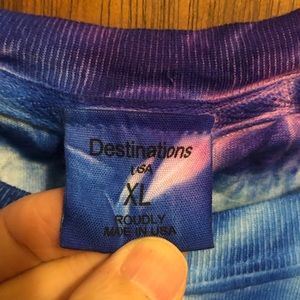 Destinations
USA
XL
ROUDLY
MADE IN USA